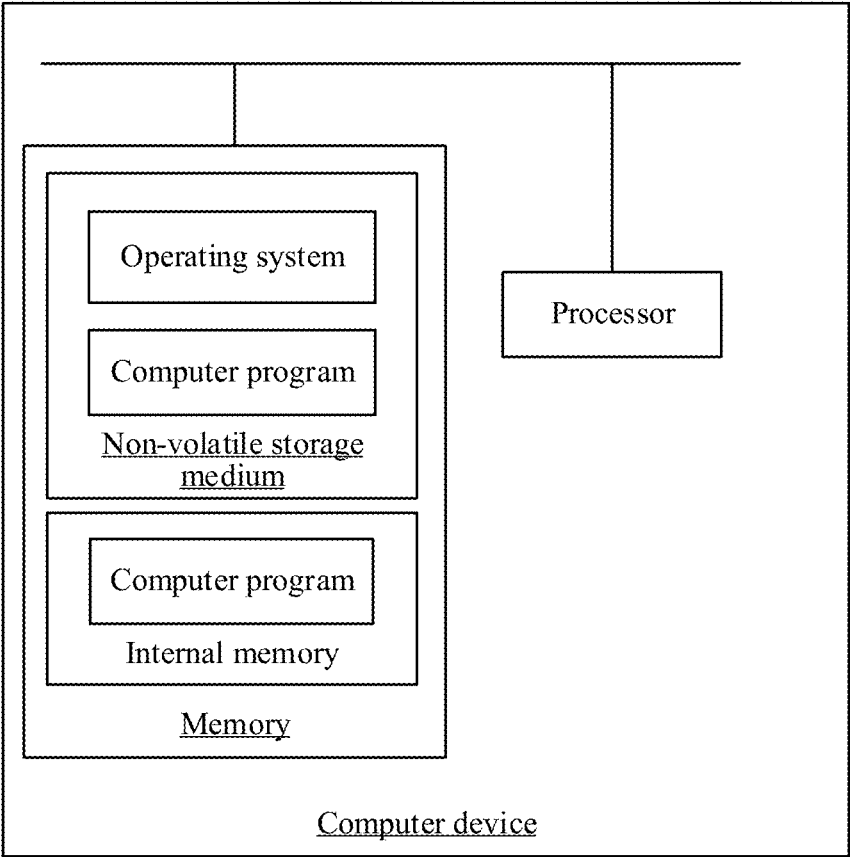 Operating system
Processor
Computer program
Non-volatile storage
medium
Computer program
Internal memory
Memory
Computer device